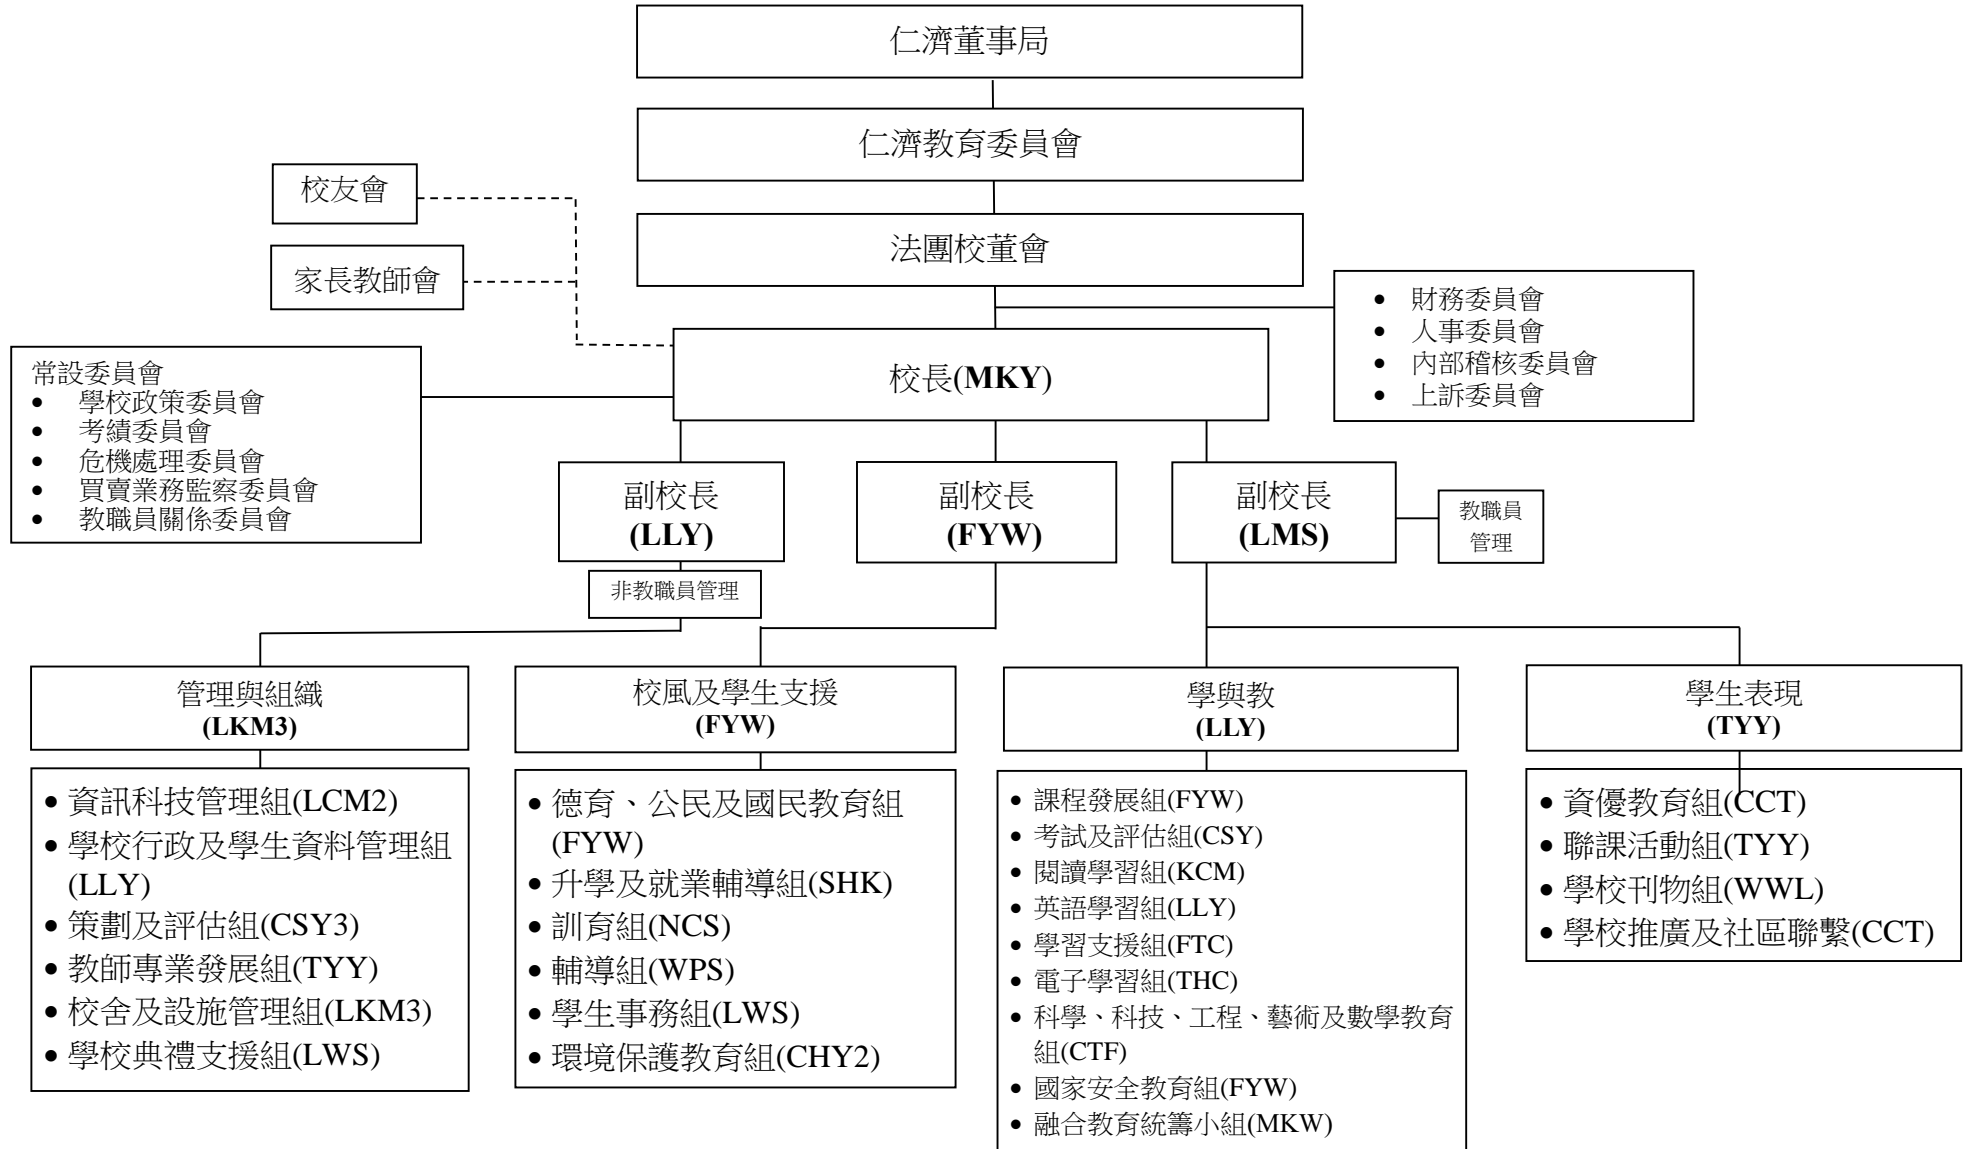 仁濟董事局
仁濟教育委員會
校友會
法團校董會
家長教師會
• 財務委員會
• 人事委員會
• 內部稽核委員會
• 上訴委員會
校長(MKY)
常設委員會
• 學校政策委員會
• 考績委員會
• 危機處理委員會
• 買賣業務監察委員會
• 教職員關係委員會
副校長
(LLY)
副校長
(FYW)
副校長
(LMS)
教職員
管理
非教職員管理
管理與組織
(LKM3)
校風及學生支援
(FYW)
學與教
(LLY)
學生表現
(TYY)
• 資訊科技管理組(LCM2)
• 學校行政及學生資料管理組
(LLY)
• 策劃及評估組(CSY3)
• 教師專業發展組(TYY)
• 校舍及設施管理組(LKM3)
• 學校典禮支援組(LWS)
• 德育、公民及國民教育組
(FYW)
• 升學及就業輔導組(SHK)
• 訓育組(NCS)
• 輔導組(WPS)
• 學生事務組(LWS)
• 環境保護教育組(CHY2)
• 課程發展組(FYW)
• 考試及評估組(CSY)
• 閱讀學習組(KCM)
• 英語學習組(LLY)
• 學習支援組(FTC)
• 電子學習組(THC)
• 科學、科技、工程、藝術及數學教育
組(CTF)
• 國家安全教育組(FYW)
• 融合教育統籌小組(MKW)
• 資優教育組(CCT)
• 聯課活動組(TYY)
• 學校刊物組(WWL)
• 學校推廣及社區聯繫(CCT)